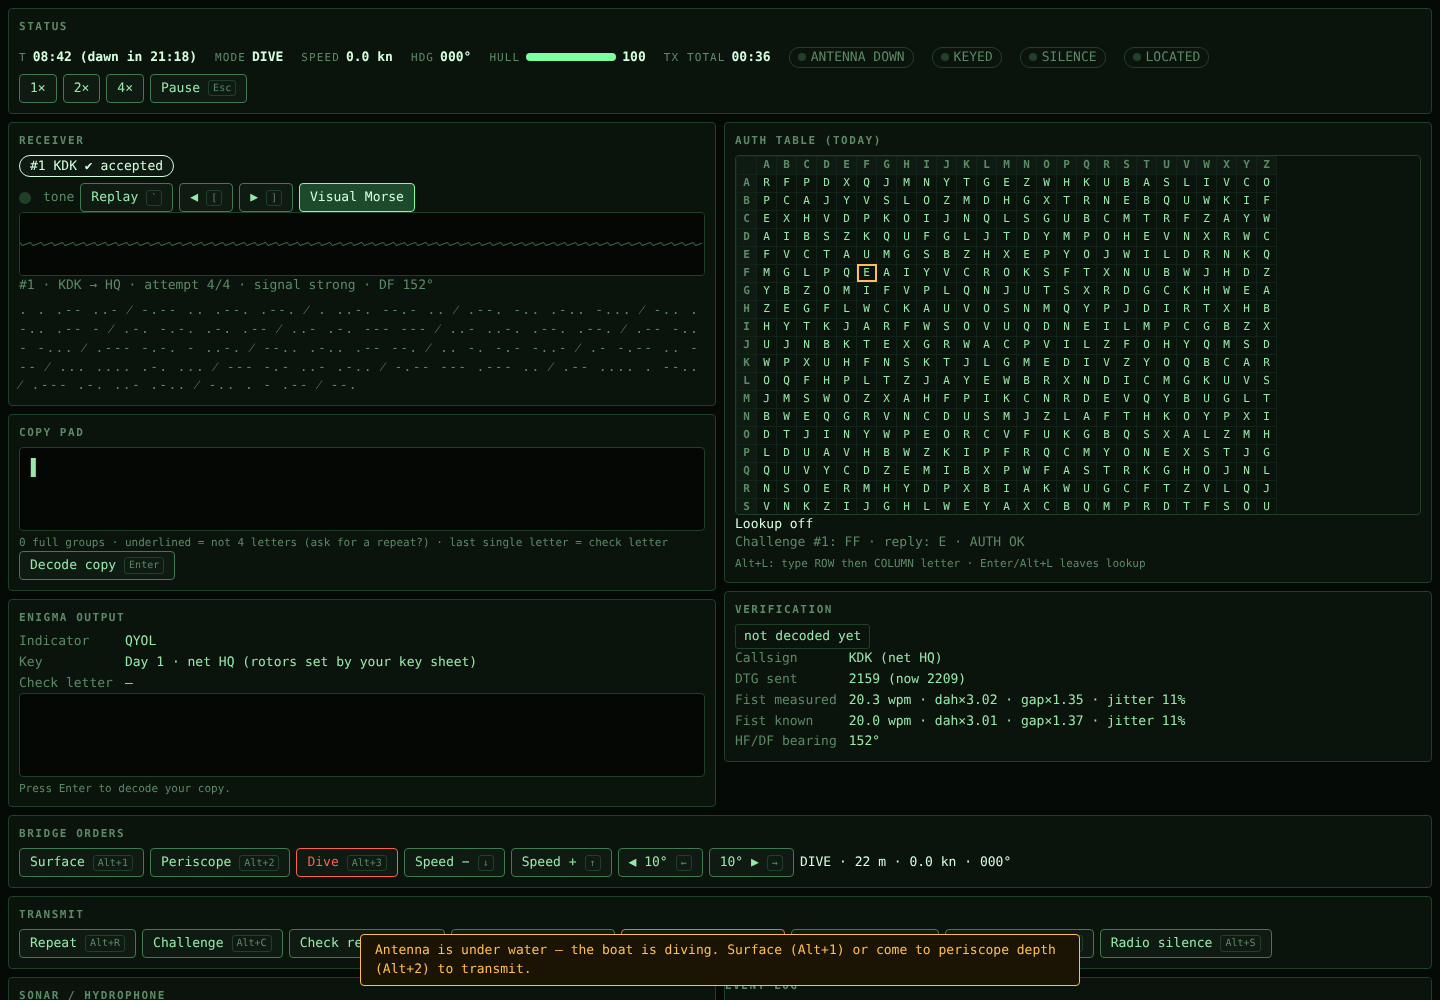 STATUS
T 08:42 (dawn in 21:18) MODE DIVE SPEED 0.0 kn HDG 000° HULL 100 TX TOTAL 00:36 ANTENNA DOWN KEYED SILENCE LOCATED
1× 2× 4× Pause Esc
RECEIVER
#1 KDK ✔ accepted
tone Replay ` ◀ [ ▶ ] Visual Morse
#1 · KDK → HQ · attempt 4/4 · signal strong · DF 152°
COPY PAD
0 full groups · underlined = not 4 letters (ask for a repeat?) · last single letter = check letter
Decode copy Enter
ENIGMA OUTPUT
Indicator QYOL
Key Day 1 · net HQ (rotors set by your key sheet)
Check letter —
Press Enter to decode your copy.
AUTH TABLE (TODAY)
A B C D E F G H I J K L M N O P Q R S T U V W X Y Z
A R F P D X Q J M N Y T G E Z W H K U B A S L I V C O
B P C A J Y V S L O Z M D H G X T R N E B Q U W K I F
C E X H V D P K O I J N Q L S G U B C M T R F Z A Y W
D A I B S Z K Q U F G L J T D Y M P O H E V N X R W C
E F V C T A U M G S B Z H X E P Y O J W I L D R N K Q
F M G L P Q E A I Y V C R O K S F T X N U B W J H D Z
G Y B Z O M I F V P L Q N J U T S X R D G C K H W E A
H Z E G F L W C K A U V O S N M Q Y P J D I R T X H B
I H Y T K J A R F W S O V U Q D N E I L M P C G B Z X
J U J N B K T E X G R W A C P V I L Z F O H Y Q M S D
K W P X U H F N S K T J L G M E D I V Z Y O Q B C A R
L O Q F H P L T Z J A Y E W B R X N D I C M G K U V S
M J M S W O Z X A H F P I K C N R D E V Q Y B U G L T
N B W E Q G R V N C D U S M J Z L A F T H K O Y P X I
O D T J I N Y W P E O R C V F U K G B Q S X A L Z M H
P L D U A V H B W Z K I P F R Q C M Y O N E X S T J G
Q Q U V Y C D Z E M I B X P W F A S T R K G H O J N L
R N S O E R M H Y D P X B I A K W U G C F T Z V L Q J
S V N K Z I J G H L W E Y A X C B Q M P R D T F S O U
Lookup off
Challenge #1: FF · reply: E · AUTH OK
Alt+L: type ROW then COLUMN letter · Enter/Alt+L leaves lookup
VERIFICATION
not decoded yet
Callsign KDK (net HQ)
DTG sent 2159 (now 2209)
Fist measured 20.3 wpm · dah×3.02 · gap×1.35 · jitter 11%
Fist known 20.0 wpm · dah×3.01 · gap×1.37 · jitter 11%
HF/DF bearing 152°
BRIDGE ORDERS
Surface Alt+1 Periscope Alt+2 Dive Alt+3 Speed − ↓ Speed + ↑ ◀ 10° ← 10° ▶ → DIVE · 22 m · 0.0 kn · 000°
TRANSMIT
Repeat Alt+R Challenge Alt+C Check re Radio silence Alt+S
Antenna is under water — the boat is diving. Surface (Alt+1) or come to periscope depth
(Alt+2) to transmit.
SONAR / HYDROPHONE